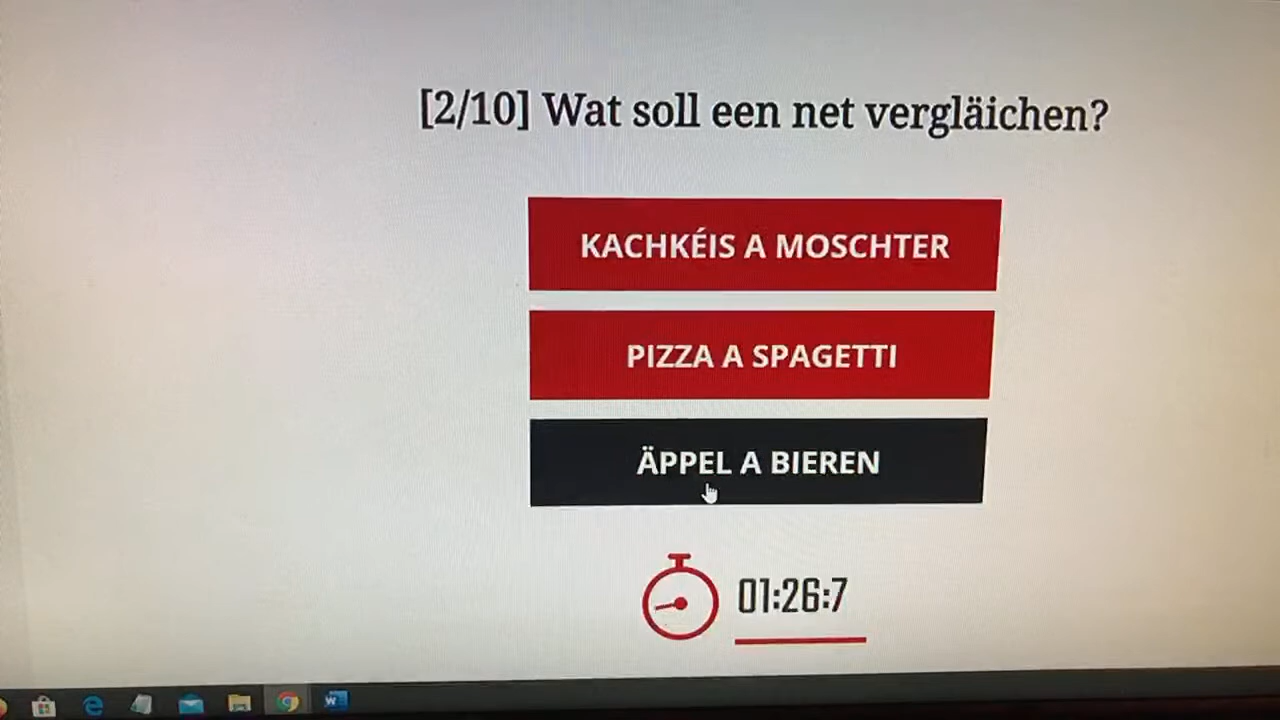 [2/10] Wat soll een net vergläichen?
KACHKÉIS A MOSCHTER
PIZZA A SPAGETTI
ÄPPEL A BIEREN
01:26:7